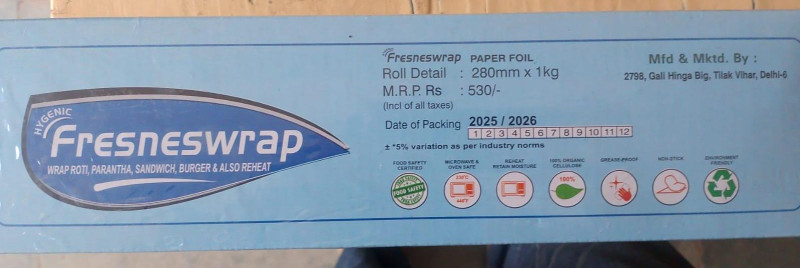 HYGENIC
Fresneswrap
WRAP ROTI, PARANTHA, SANDWICH, BURGER & ALSO REHEAT
Fresneswrap PAPER FOIL
Roll Detail : 280mm x 1kg
M.R.P. Rs : 530/-
(Incl of all taxes)
Date of Packing 2025 / 2026
1 2 3 4 5 6 7 8 9 10 11 12
± *5% variation as per industry norms
FOOD SAFETY CERTIFIED
FOOD SAFETY
MICROWAVE & OVEN SAFE
REHEAT RETAIN MOISTURE
100% ORGANIC CELLULOSE
100%
GREASEPROOF
NON-STICK
ENVIRONMENT FRIENDLY
Mfd & Mktd. By :
2798, Gali Hinga Big, Tilak Vihar, Delhi-6